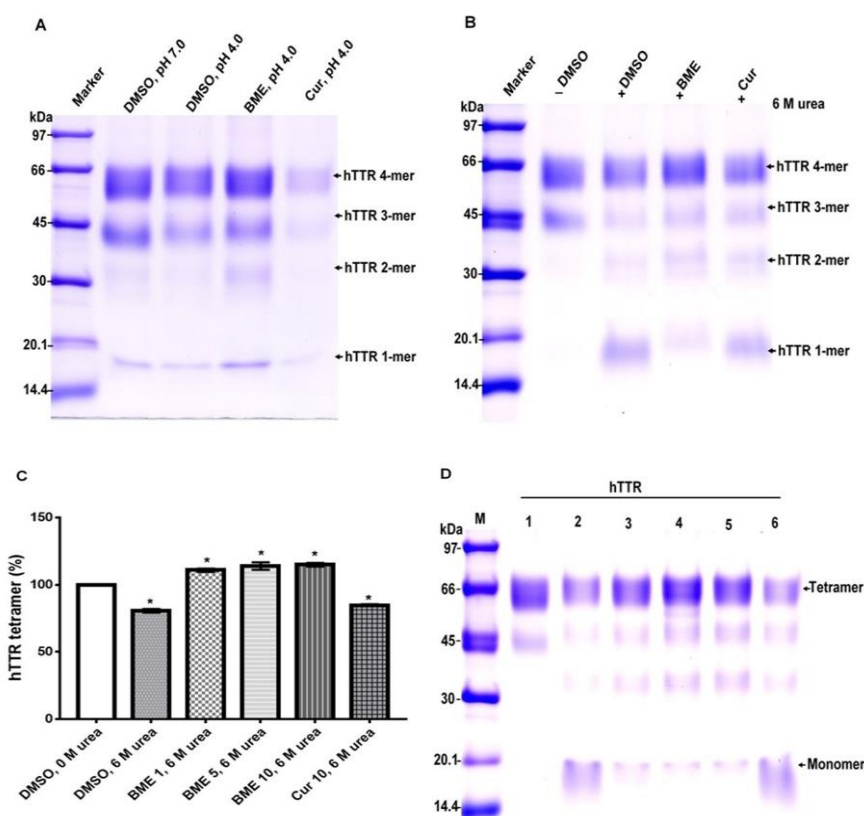 A
Marker
DMSO, pH 7.0
DMSO, pH 4.0
BME, pH 4.0
Cur, pH 4.0
kDa
97
66
45
30
20.1
14.4
hTTR 4-mer
hTTR 3-mer
hTTR 2-mer
hTTR 1-mer
B
Marker
– DMSO
+ DMSO
+ BME
+ Cur
6 M urea
kDa
97
66
45
30
20.1
14.4
hTTR 4-mer
hTTR 3-mer
hTTR 2-mer
hTTR 1-mer
C
hTTR tetramer (%)
150
100
50
0
* * * * *
DMSO, 0 M urea
DMSO, 6 M urea
BME 1, 6 M urea
BME 5, 6 M urea
BME 10, 6 M urea
Cur 10, 6 M urea
D
hTTR
M 1 2 3 4 5 6
kDa
97
66
45
30
20.1
14.4
Tetramer
Monomer